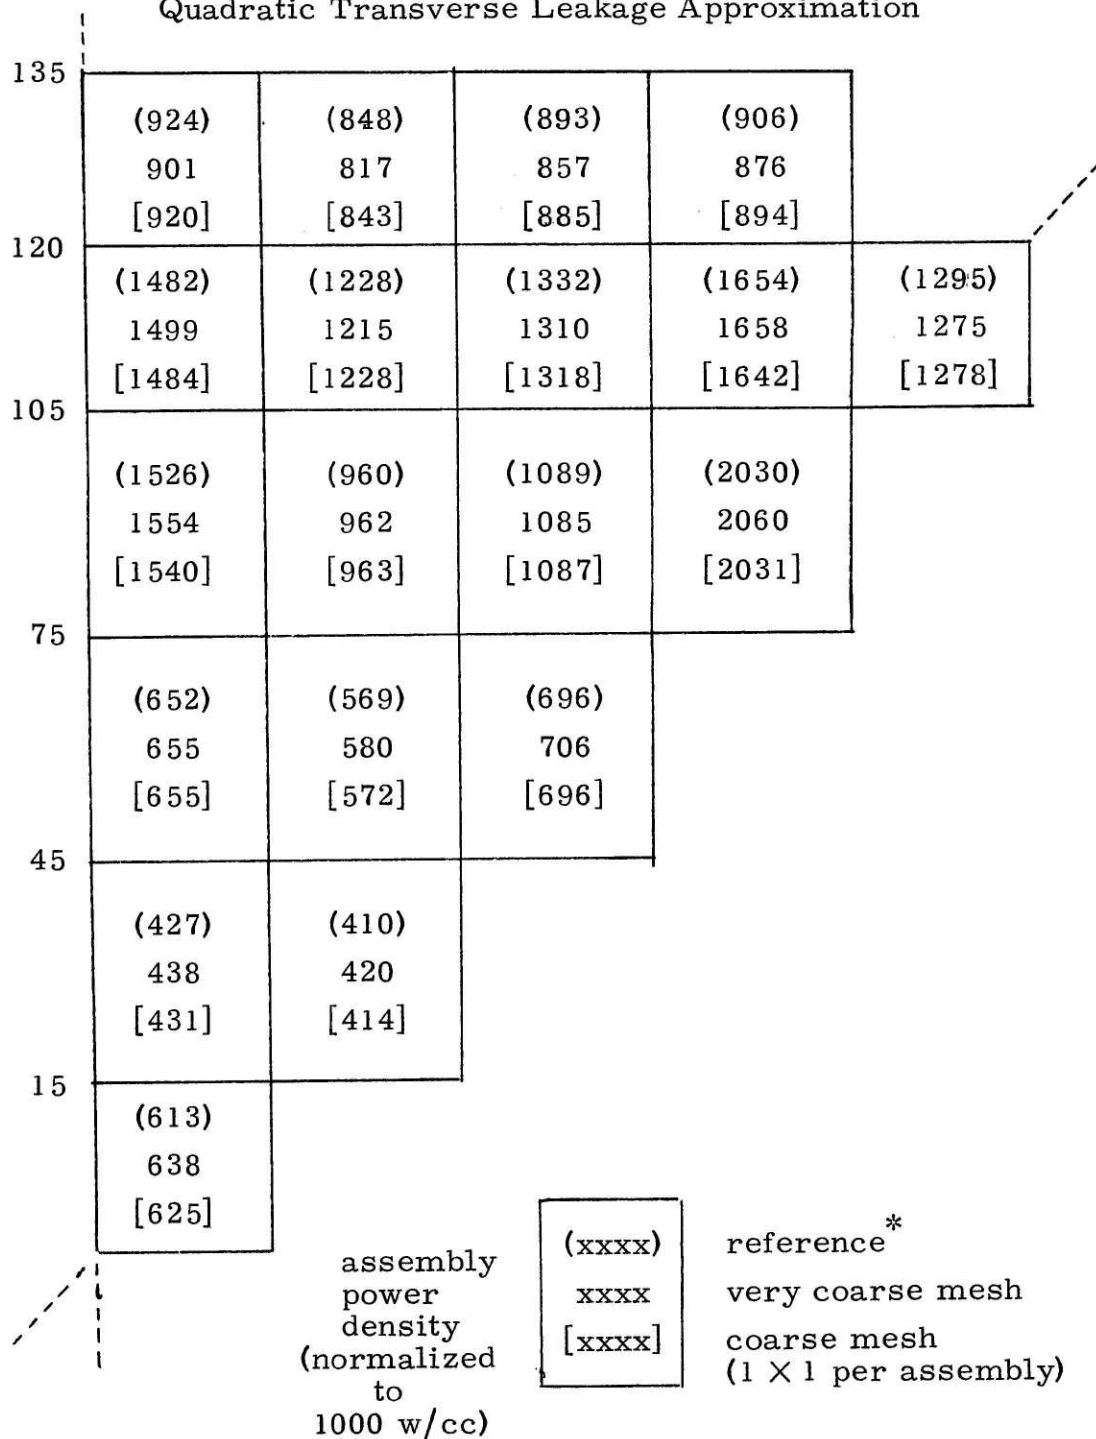 Quadratic Transverse Leakage Approximation
135
(924) (848) (893) (906)
901 817 857 876
[920] [843] [885] [894]
120
(1482) (1228) (1332) (1654) (1295)
1499 1215 1310 1658 1275
[1484] [1228] [1318] [1642] [1278]
105
(1526) (960) (1089) (2030)
1554 962 1085 2060
[1540] [963] [1087] [2031]
75
(652) (569) (696)
655 580 706
[655] [572] [696]
45
(427) (410)
438 420
[431] [414]
15
(613)
638
[625]
assembly
power
density
(normalized
to
1000 w/cc)
(xxxx) reference*
xxxx very coarse mesh
[xxxx] coarse mesh
(1 X 1 per assembly)